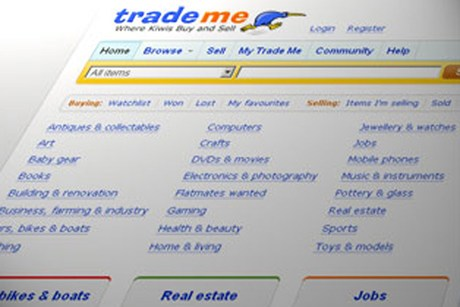 trade me
Where Kiwis Buy and Sell
Login Register
Home Browse Sell My Trade Me Community Help
All items
Buying: Watchlist Won Lost My favourites Selling: Items I'm selling Sold
Antiques & collectables Computers Jewellery & watches
Art Crafts Jobs
Baby gear DVDs & movies Mobile phones
Books Electronics & photography Music & instruments
Building & renovation Flatmates wanted Pottery & glass
Business, farming & industry Gaming Real estate
rs, bikes & boats Health & beauty Sports
hing Home & living Toys & models
bikes & boats Real estate Jobs